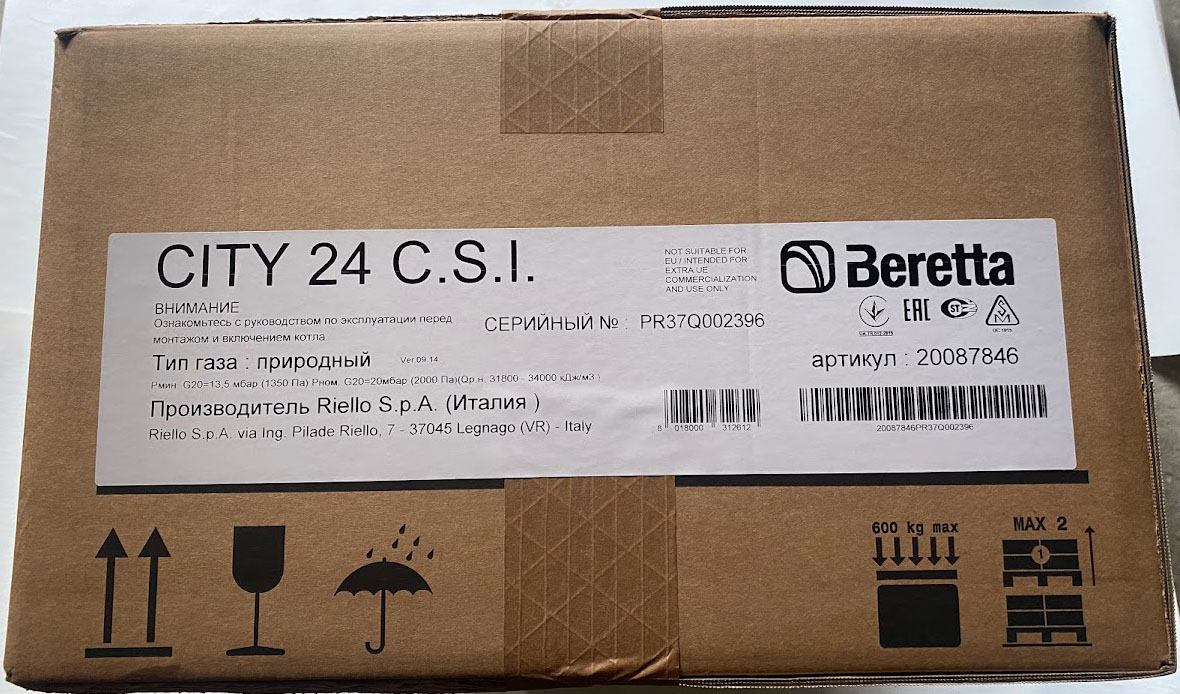 CITY 24 C.S.I.
NOT SUITABLE FOR
EU / INTENDED FOR
EXTRA UE
COMMERCIALIZATION
AND USE ONLY
Beretta
ВНИМАНИЕ
Ознакомьтесь с руководством по эксплуатации перед
монтажом и включением котла
СЕРИЙНЫЙ № : PR37Q002396
EAC
ST
Тип газа : природный
Ver.09.14
артикул : 20087846
Pмин. G20=13,5 мбар (1350 Па) Pном. G20=20мбар (2000 Па)(Qр.н. 31800 - 34000 кДж/м3 )
Производитель Riello S.p.A. (Италия )
Riello S.p.A. via Ing. Pilade Riello, 7 - 37045 Legnago (VR) - Italy
8 018000 312612
20087846PR37Q002396
600 kg max
MAX 2
1